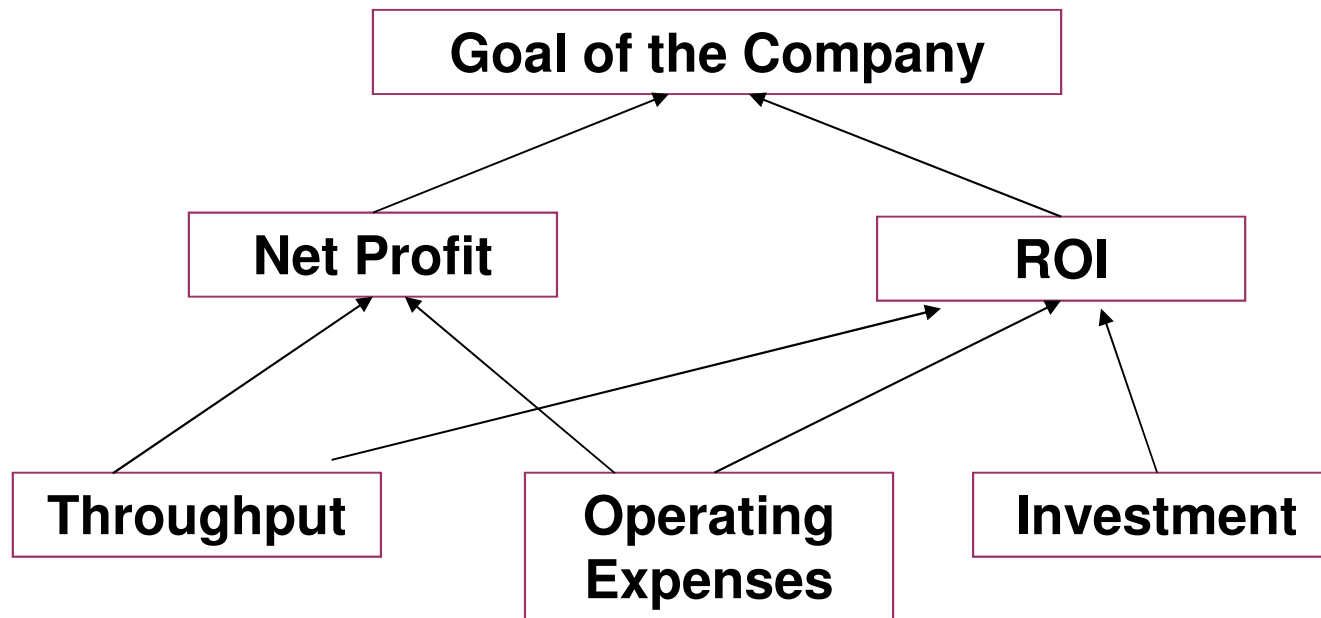 Goal of the Company
Net Profit
ROI
Throughput
Operating
Expenses
Investment